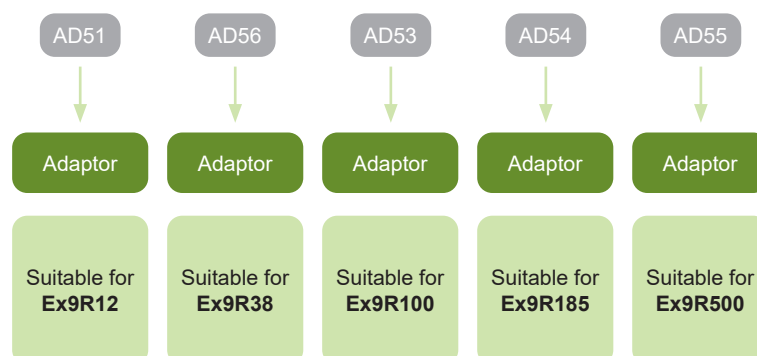 AD51
AD56
AD53
AD54
AD55
Adaptor
Adaptor
Adaptor
Adaptor
Adaptor
Suitable for
Ex9R12
Suitable for
Ex9R38
Suitable for
Ex9R100
Suitable for
Ex9R185
Suitable for
Ex9R500